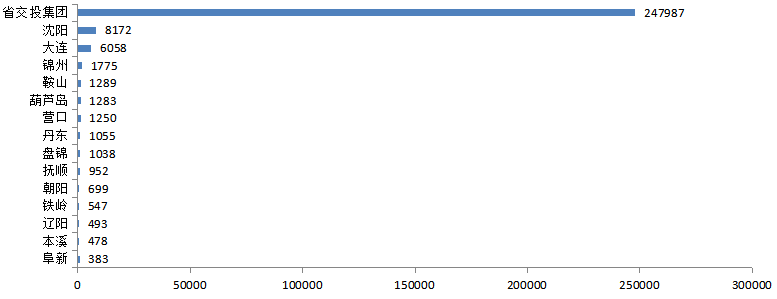 省交投集团 247987
沈阳 8172
大连 6058
锦州 1775
鞍山 1289
葫芦岛 1283
营口 1250
丹东 1055
盘锦 1038
抚顺 952
朝阳 699
铁岭 547
辽阳 493
本溪 478
阜新 383
0 50000 100000 150000 200000 250000 300000